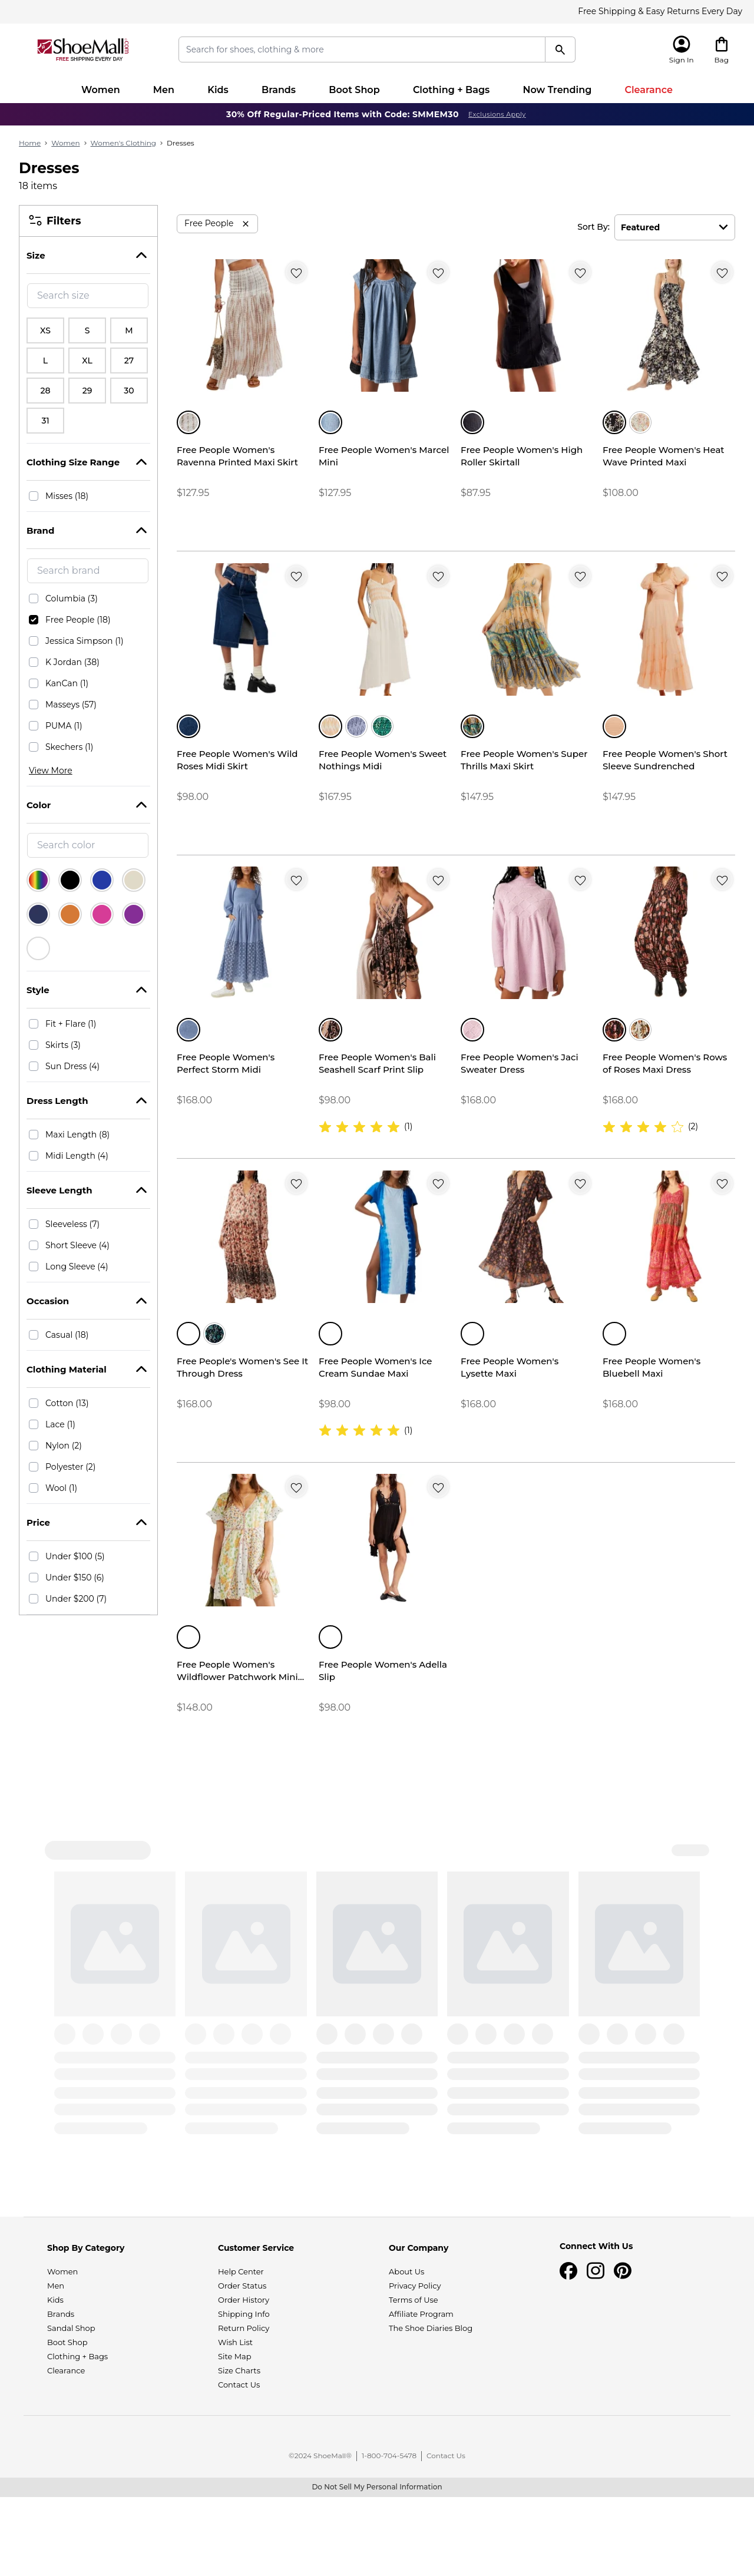 Free Shipping & Easy Returns Every Day
ShoeMall.com
FREE SHIPPING EVERY DAY
Search for shoes, clothing & more
Sign In
Bag
Women
Men
Kids
Brands
Boot Shop
Clothing + Bags
Now Trending
Clearance
30% Off Regular-Priced Items with Code: SMMEM30 Exclusions Apply
Home > Women > Women's Clothing > Dresses
Dresses
18 items
Filters
Size
Search size
XS
S
M
L
XL
27
28
29
30
31
Clothing Size Range
Misses (18)
Brand
Search brand
Columbia (3)
Free People (18)
Jessica Simpson (1)
K Jordan (38)
KanCan (1)
Masseys (57)
PUMA (1)
Skechers (1)
View More
Color
Search color
Style
Fit + Flare (1)
Skirts (3)
Sun Dress (4)
Dress Length
Maxi Length (8)
Midi Length (4)
Sleeve Length
Sleeveless (7)
Short Sleeve (4)
Long Sleeve (4)
Occasion
Casual (18)
Clothing Material
Cotton (13)
Lace (1)
Nylon (2)
Polyester (2)
Wool (1)
Price
Under $100 (5)
Under $150 (6)
Under $200 (7)
Free People
Sort By:
Featured
Free People Women's
Ravenna Printed Maxi Skirt
$127.95
Free People Women's Marcel
Mini
$127.95
Free People Women's High
Roller Skirtall
$87.95
Free People Women's Heat
Wave Printed Maxi
$108.00
Free People Women's Wild
Roses Midi Skirt
$98.00
Free People Women's Sweet
Nothings Midi
$167.95
Free People Women's Super
Thrills Maxi Skirt
$147.95
Free People Women's Short
Sleeve Sundrenched
$147.95
Free People Women's
Perfect Storm Midi
$168.00
Free People Women's Bali
Seashell Scarf Print Slip
$98.00
(1)
Free People Women's Jaci
Sweater Dress
$168.00
Free People Women's Rows
of Roses Maxi Dress
$168.00
(2)
Free People's Women's See It
Through Dress
$168.00
Free People Women's Ice
Cream Sundae Maxi
$98.00
(1)
Free People Women's
Lysette Maxi
$168.00
Free People Women's
Bluebell Maxi
$168.00
Free People Women's
Wildflower Patchwork Mini...
$148.00
Free People Women's Adella
Slip
$98.00
Shop By Category
Women
Men
Kids
Brands
Sandal Shop
Boot Shop
Clothing + Bags
Clearance
Customer Service
Help Center
Order Status
Order History
Shipping Info
Return Policy
Wish List
Site Map
Size Charts
Contact Us
Our Company
About Us
Privacy Policy
Terms of Use
Affiliate Program
The Shoe Diaries Blog
Connect With Us
©2024 ShoeMall® | 1-800-704-5478 | Contact Us
Do Not Sell My Personal Information